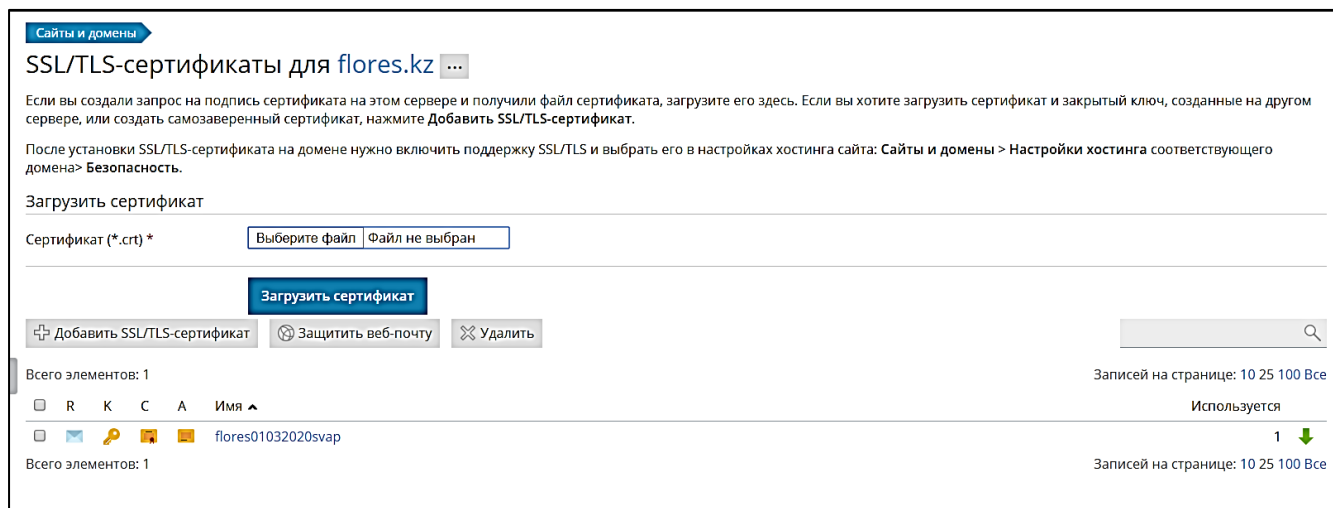 Сайты и домены
SSL/TLS-сертификаты для flores.kz ...
Если вы создали запрос на подпись сертификата на этом сервере и получили файл сертификата, загрузите его здесь. Если вы хотите загрузить сертификат и закрытый ключ, созданные на другом
сервере, или создать самозаверенный сертификат, нажмите Добавить SSL/TLS-сертификат.
После установки SSL/TLS-сертификата на домене нужно включить поддержку SSL/TLS и выбрать его в настройках хостинга сайта: Сайты и домены > Настройки хостинга соответствующего
домена> Безопасность.
Загрузить сертификат
Сертификат (*.crt) * Выберите файл Файл не выбран
Загрузить сертификат
Добавить SSL/TLS-сертификат Защитить веб-почту Удалить
Всего элементов: 1 Записей на странице: 10 25 100 Все
R K C A Имя Используется
flores01032020svap 1
Всего элементов: 1 Записей на странице: 10 25 100 Все